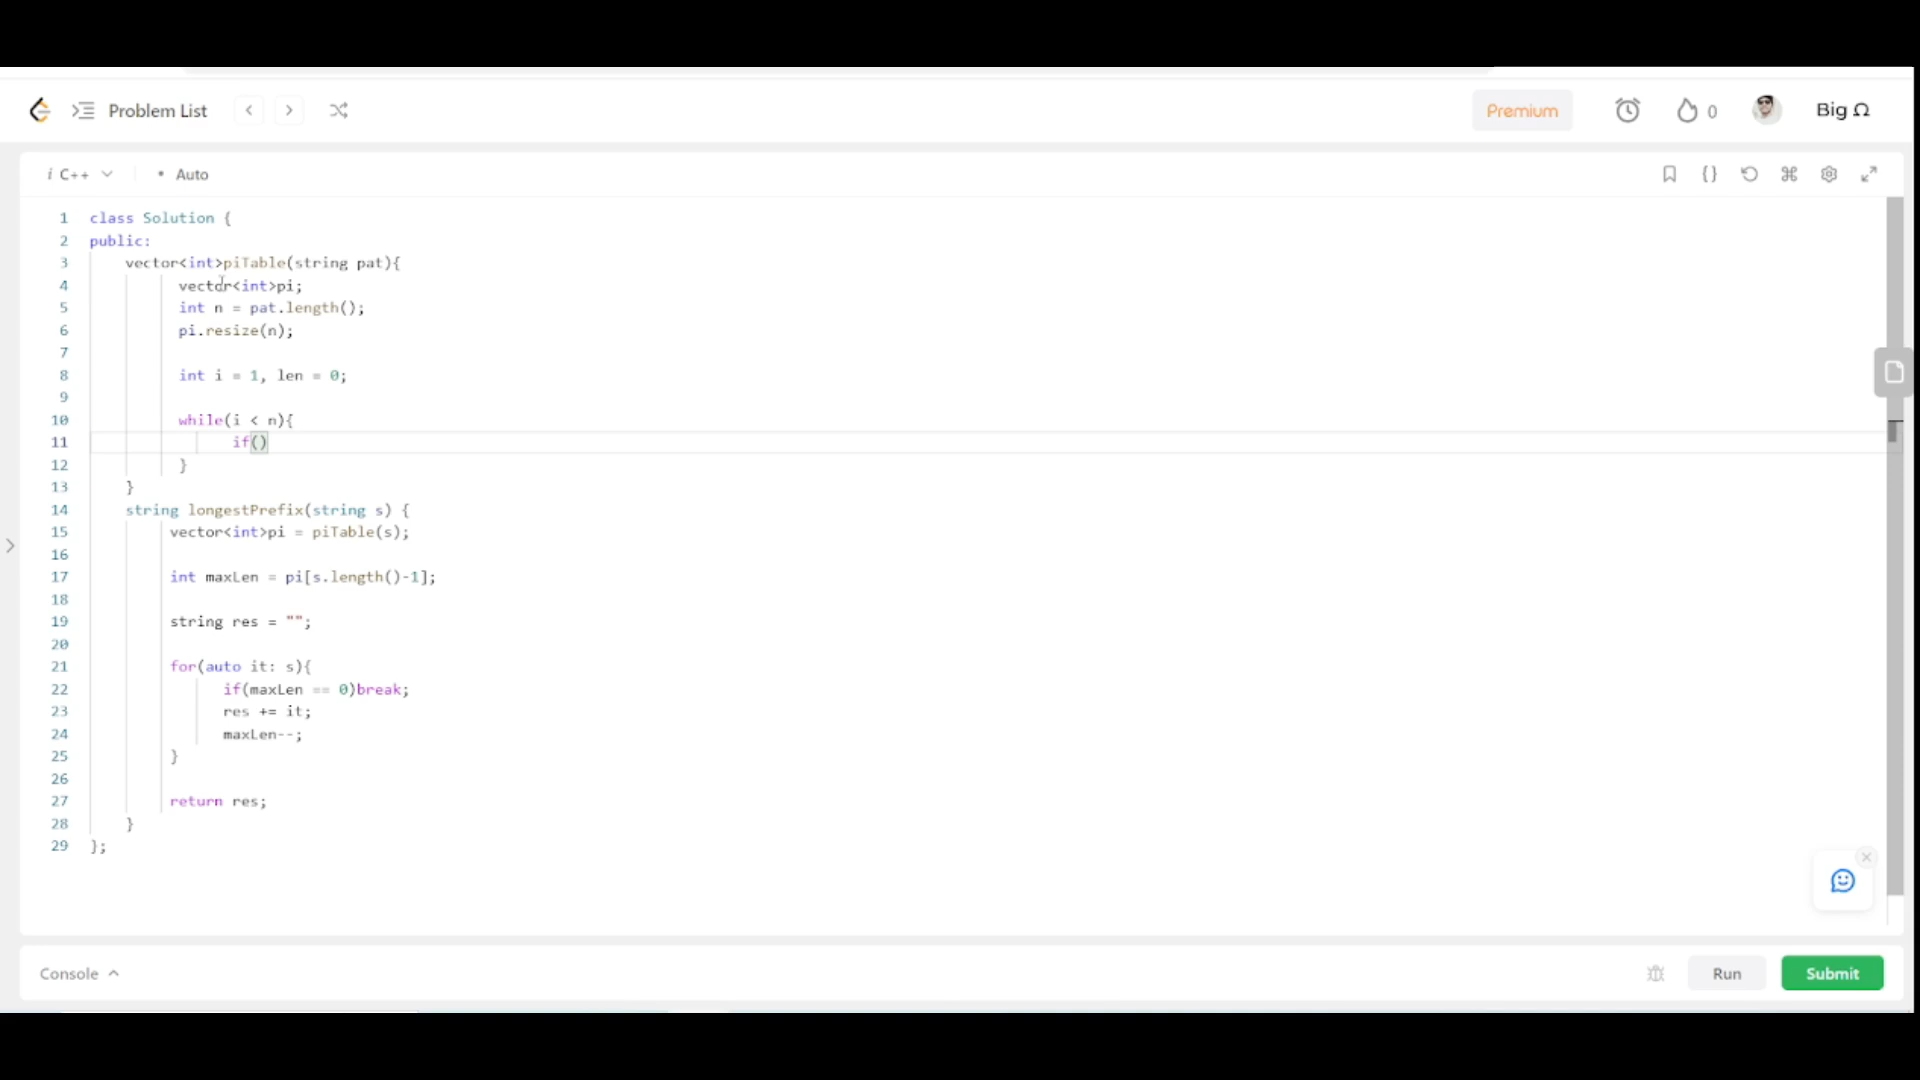 Problem List
Premium
0
Big Ω
i C++
• Auto
1 class Solution {
2 public:
3 vector<int>piTable(string pat){
4 vector<int>pi;
5 int n = pat.length();
6 pi.resize(n);
7
8 int i = 1, len = 0;
9
10 while(i < n){
11 if()
12 }
13 }
14 string longestPrefix(string s) {
15 vector<int>pi = piTable(s);
16
17 int maxLen = pi[s.length()-1];
18
19 string res = "";
20
21 for(auto it: s){
22 if(maxLen == 0)break;
23 res += it;
24 maxLen--;
25 }
26
27 return res;
28 }
29 };
Console
Run
Submit